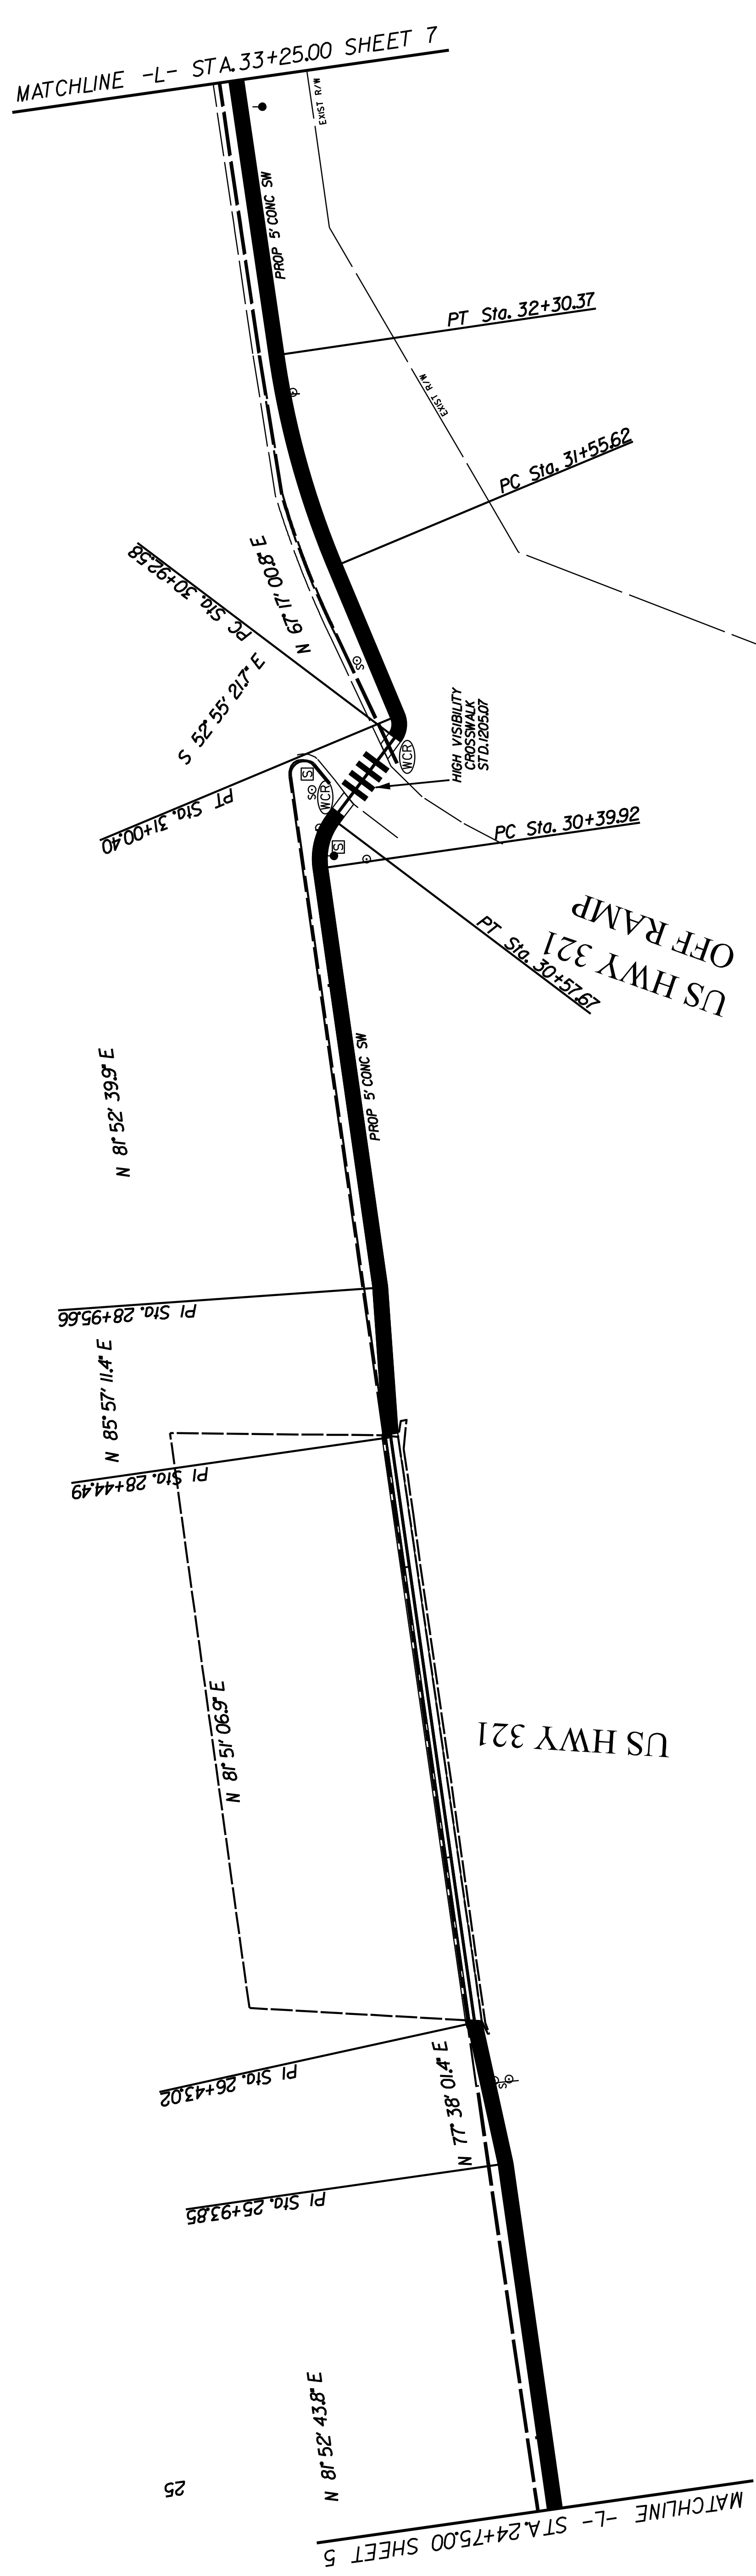 MATCHLINE -L- STA.33+25.00 SHEET 7
EXIST R/W
PROP 5' CONC SW
PT Sta. 32+30.37
EXIST R/W
PC Sta. 31+55.62
PC Sta. 30+92.58
N 67° 17' 00.8" E
S 52° 55' 21.7" E
S
HIGH VISIBILITY
CROSSWALK
STD.1205.07
WCR
S
S
WCR
PT Sta. 31+00.40
S
PC Sta. 30+39.92
US HWY 321
OFF RAMP
PT Sta. 30+57.67
PROP 5' CONC SW
N 81° 52' 39.9" E
PI Sta. 28+95.66
N 85° 57' 11.4" E
PI Sta. 28+44.49
N 81° 51' 06.9" E
US HWY 321
PI Sta. 26+43.02
N 77° 38' 01.4" E
S
PI Sta. 25+93.85
N 81° 52' 43.8" E
25
MATCHLINE -L- STA.24+75.00 SHEET 5